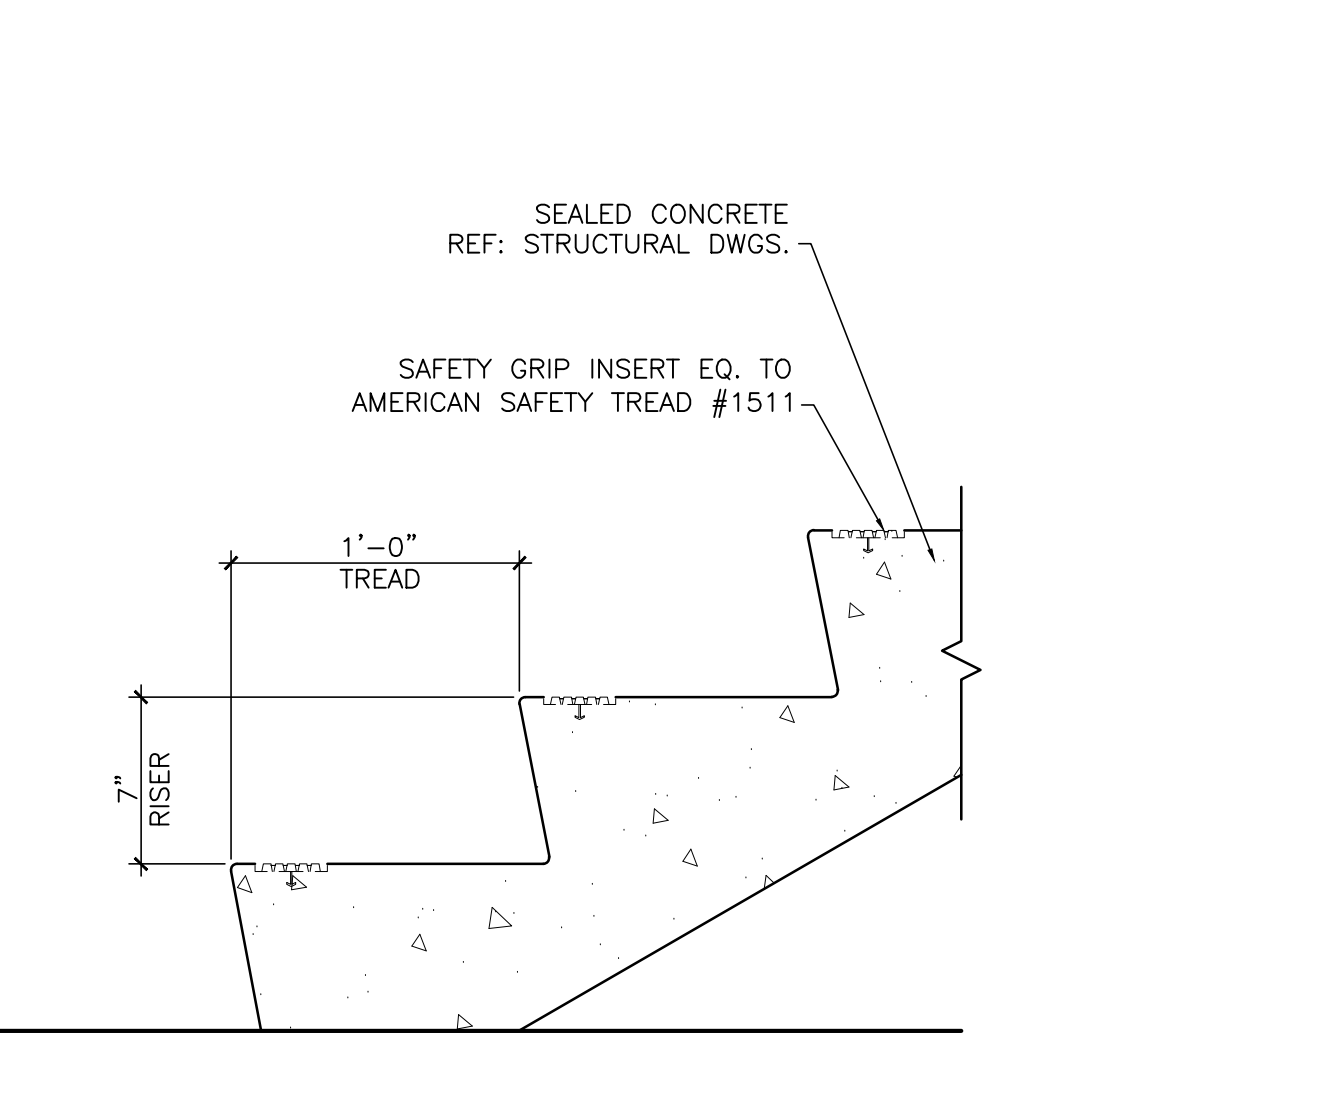 SEALED CONCRETE
REF: STRUCTURAL DWGS.
SAFETY GRIP INSERT EQ. TO
AMERICAN SAFETY TREAD #1511
1'-0"
TREAD
7"
RISER